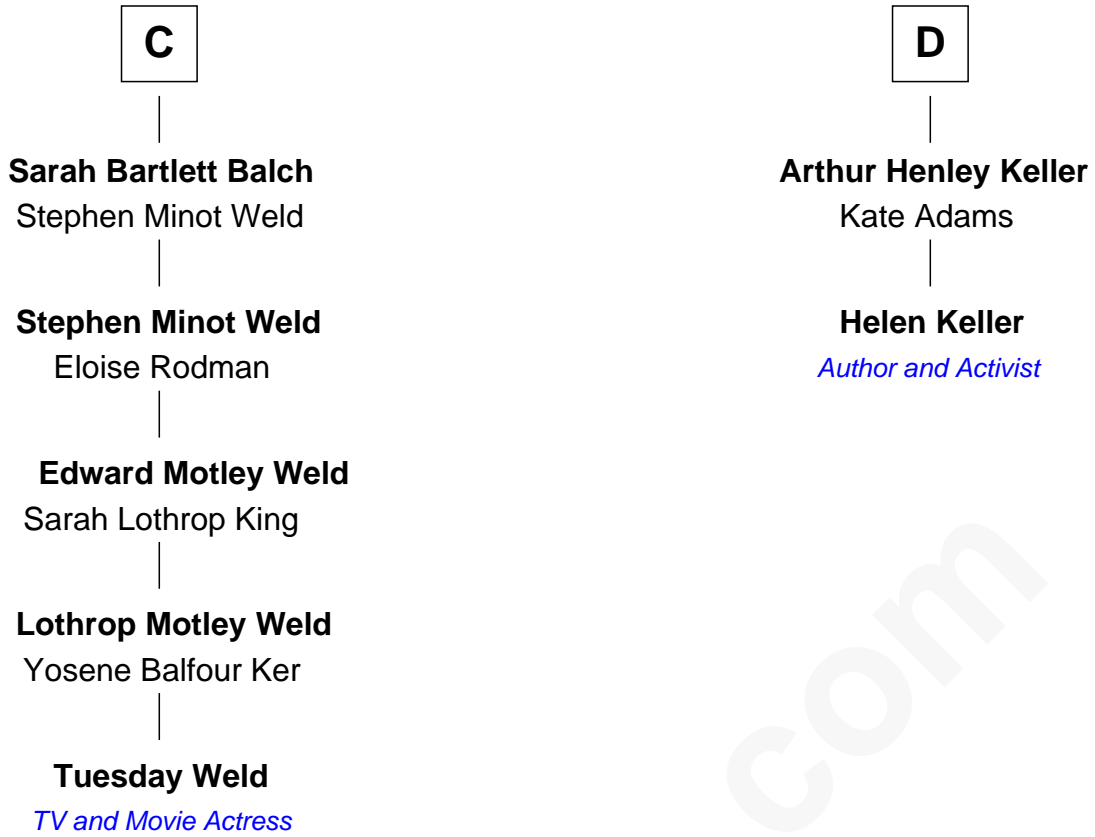 C
Sarah Bartlett Balch
Stephen Minot Weld
Stephen Minot Weld
Eloise Rodman
Edward Motley Weld
Sarah Lothrop King
Lothrop Motley Weld
Yosene Balfour Ker
Tuesday Weld
TV and Movie Actress
D
Arthur Henley Keller
Kate Adams
Helen Keller
Author and Activist
com